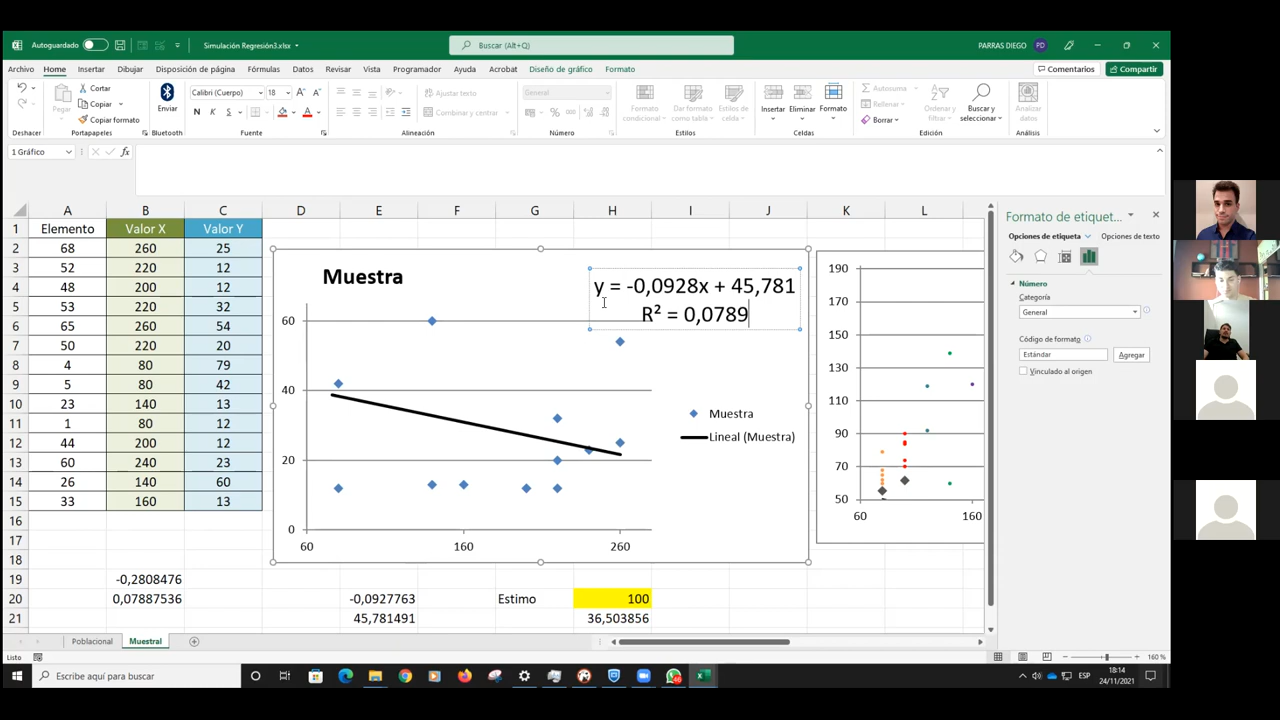 Autoguardado
Simulación Regresión3.xlsx
Buscar (Alt+Q)
PARRAS DIEGO
PD
Archivo Home Insertar Dibujar Disposición de página Fórmulas Datos Revisar Vista Programador Ayuda Acrobat Diseño de gráfico Formato
Comentarios Compartir
Deshacer
Pegar
Cortar
Copiar
Copiar formato
Portapapeles
Enviar
Bluetooth
Calibri (Cuerpo) 18
N K S
Fuente
Ajustar texto
Combinar y centrar
Alineación
General
Número
Formato condicional
Dar formato como tabla
Estilos de celda
Estilos
Insertar Eliminar Formato
Celdas
Autosuma
Rellenar
Borrar
Ordenar y filtrar
Buscar y seleccionar
Edición
Analizar datos
Análisis
1 Gráfico
fx
A B C D E F G H I J K L
1 Elemento Valor X Valor Y
2 68 260 25
3 52 220 12
4 48 200 12
5 53 220 32
6 65 260 54
7 50 220 20
8 4 80 79
9 5 80 42
10 23 140 13
11 1 80 12
12 44 200 12
13 60 240 23
14 26 140 60
15 33 160 13
16
17
18
19 -0,2808476
20 0,07887536 -0,0927763 Estimo 100
21 45,781491 36,503856
Muestra
y = -0,0928x + 45,781
R² = 0,0789
60
40
20
0
60 160 260
Muestra
Lineal (Muestra)
190
170
150
130
110
90
70
50
60 160
Formato de etiquet...
Opciones de etiqueta Opciones de texto
Número
Categoría
General
Código de formato
Estándar Agregar
Vinculado al origen
Poblacional Muestral
Listo
160 %
Escribe aquí para buscar
ESP
18:14
24/11/2021